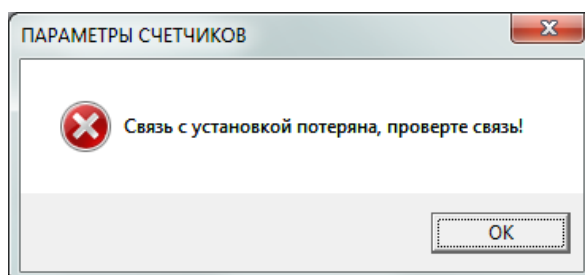 ПАРАМЕТРЫ СЧЕТЧИКОВ
Связь с установкой потеряна, проверте связь!
OK